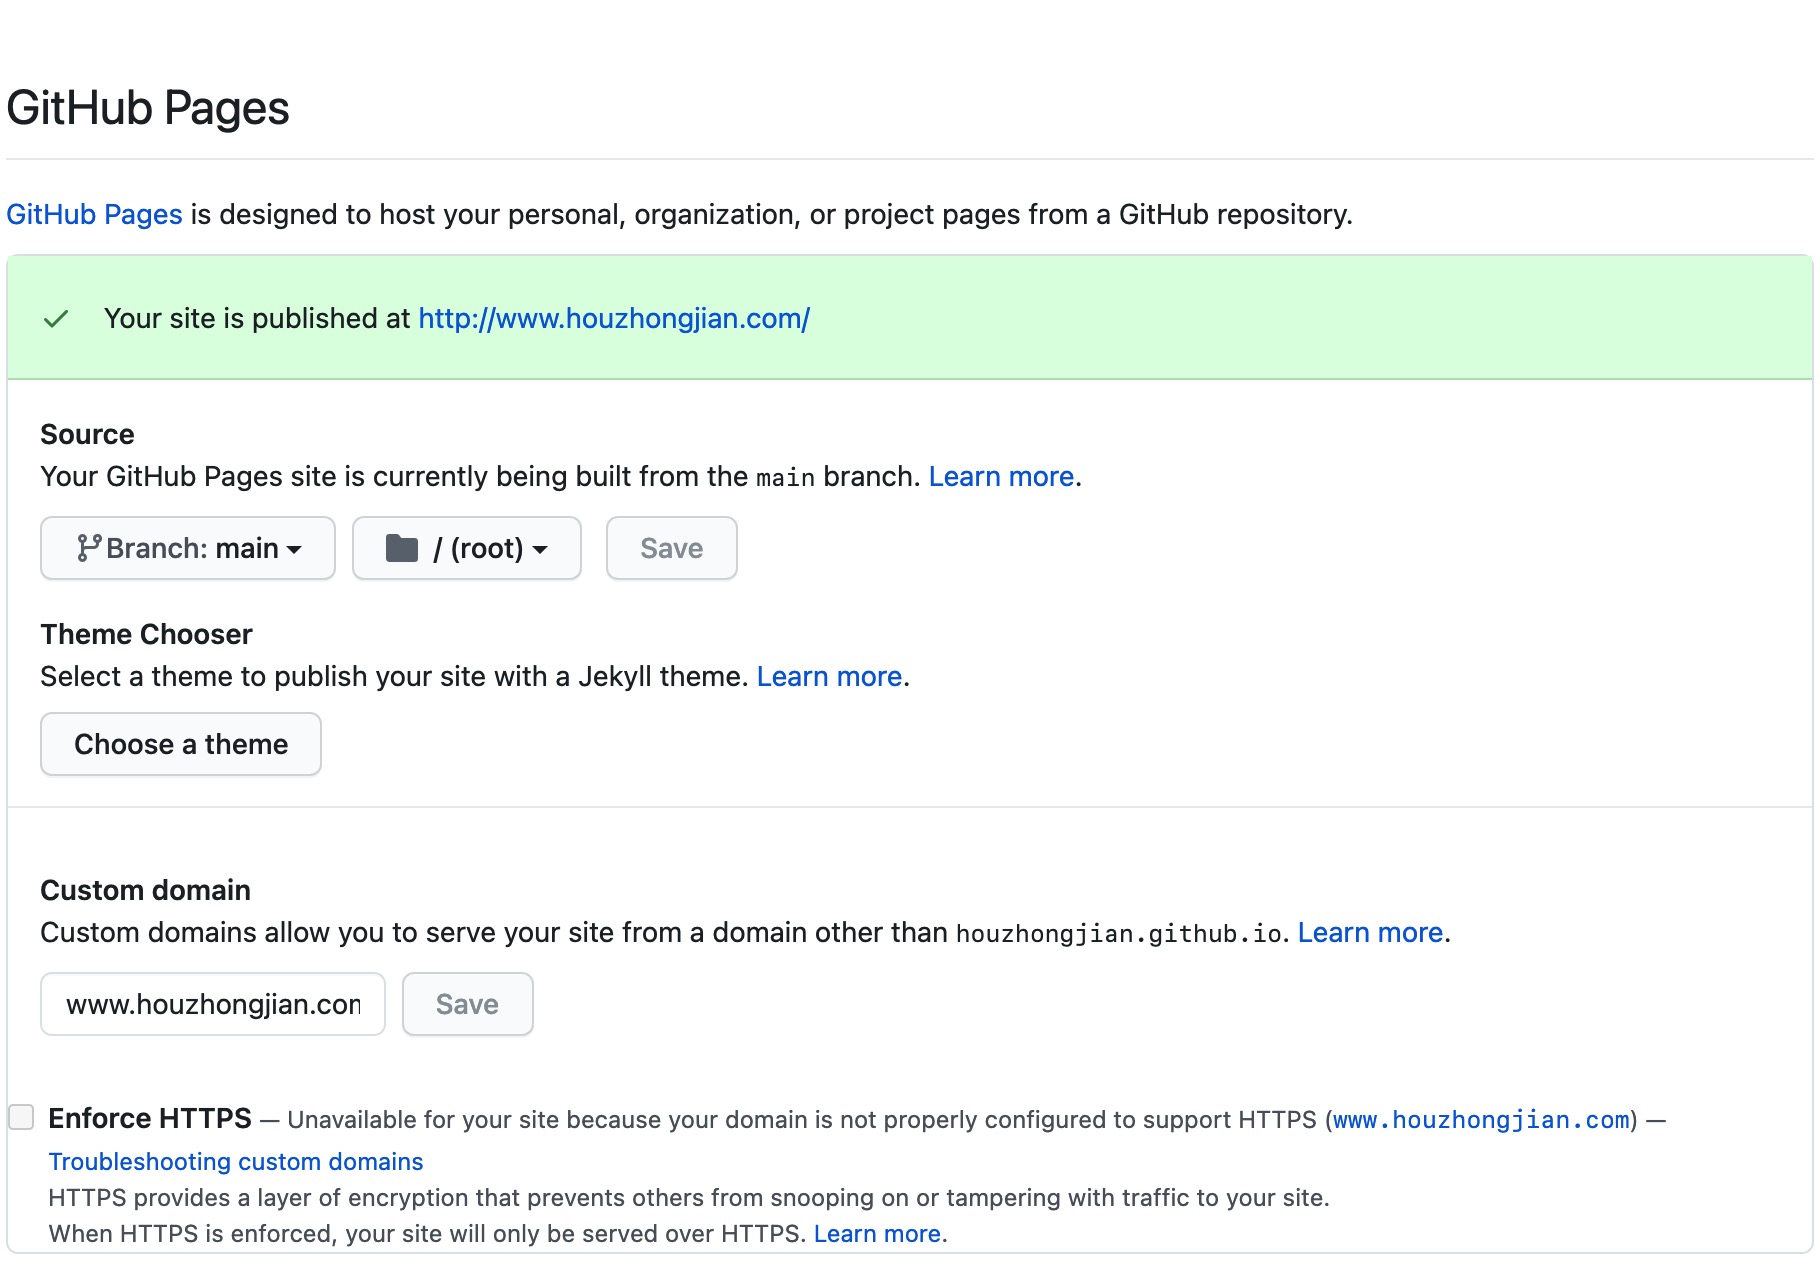 GitHub Pages
GitHub Pages is designed to host your personal, organization, or project pages from a GitHub repository.
Your site is published at http://www.houzhongjian.com/
Source
Your GitHub Pages site is currently being built from the main branch. Learn more.
Branch: main / (root) Save
Theme Chooser
Select a theme to publish your site with a Jekyll theme. Learn more.
Choose a theme
Custom domain
Custom domains allow you to serve your site from a domain other than houzhongjian.github.io. Learn more.
www.houzhongjian.com Save
Enforce HTTPS — Unavailable for your site because your domain is not properly configured to support HTTPS (www.houzhongjian.com) —
Troubleshooting custom domains
HTTPS provides a layer of encryption that prevents others from snooping on or tampering with traffic to your site.
When HTTPS is enforced, your site will only be served over HTTPS. Learn more.